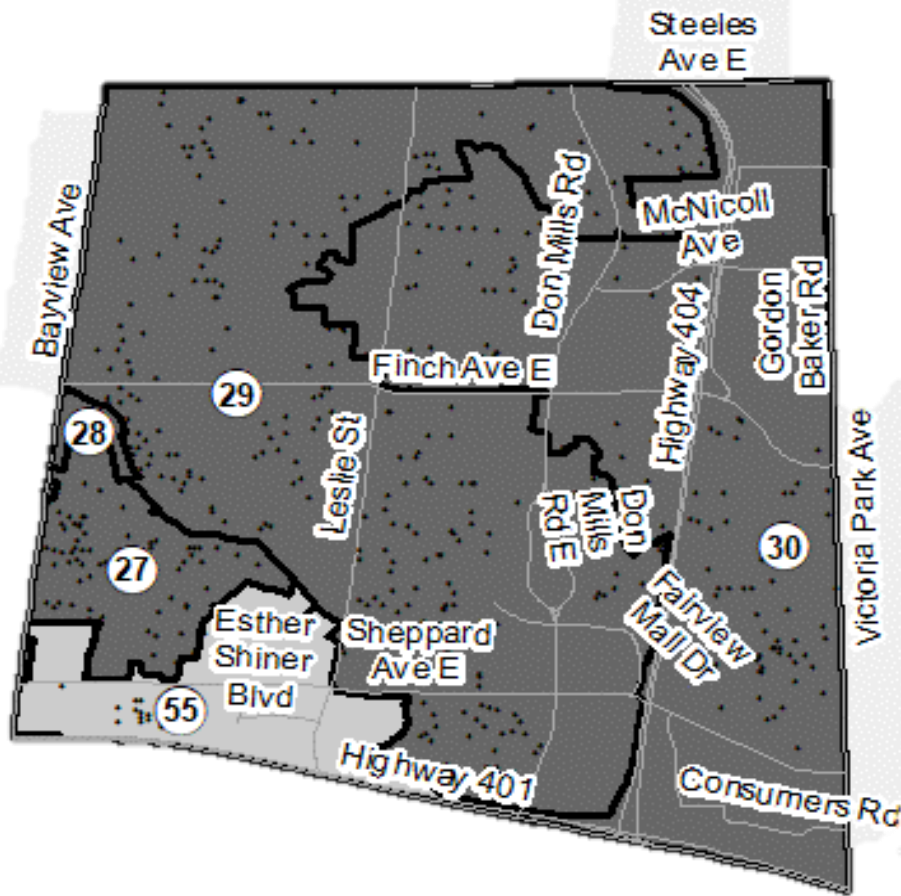 Steeles
Ave E
Bayview Ave
Don Mills Rd
McNicoll
Ave
Gordon
Baker Rd
Highway 404
Finch Ave E
29
28
Leslie St
Don
Mills
Rd E
Victoria Park Ave
30
27
Esther
Shiner
Blvd
Sheppard
Ave E
Fairview
Mall Dr
55
Highway 401
Consumers Rd